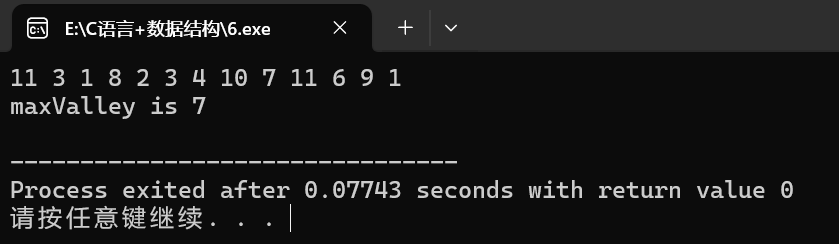 E:\C语言+数据结构\6.exe
11 3 1 8 2 3 4 10 7 11 6 9 1
maxValley is 7
--------------------------------
Process exited after 0.07743 seconds with return value 0
请按任意键继续. . .